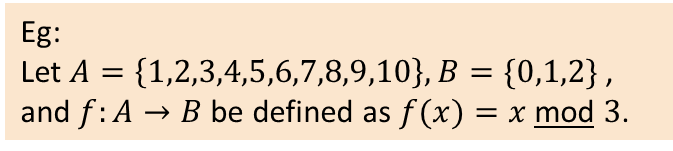 Eg:
Let A = {1,2,3,4,5,6,7,8,9,10}, B = {0,1,2} ,
and f: A → B be defined as f(x) = x mod 3.